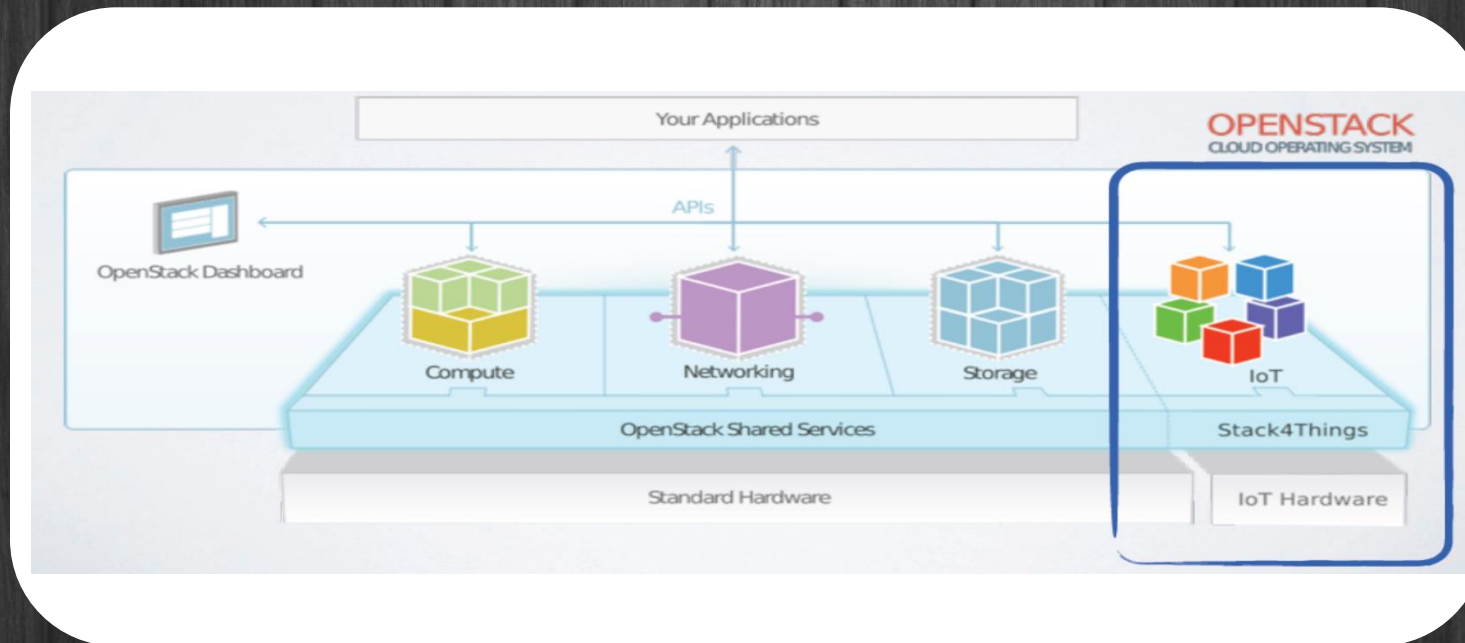 Your Applications
OPENSTACK
CLOUD OPERATING SYSTEM
APIs
OpenStack Dashboard
Compute
Networking
Storage
IoT
OpenStack Shared Services
Stack4Things
Standard Hardware
IoT Hardware